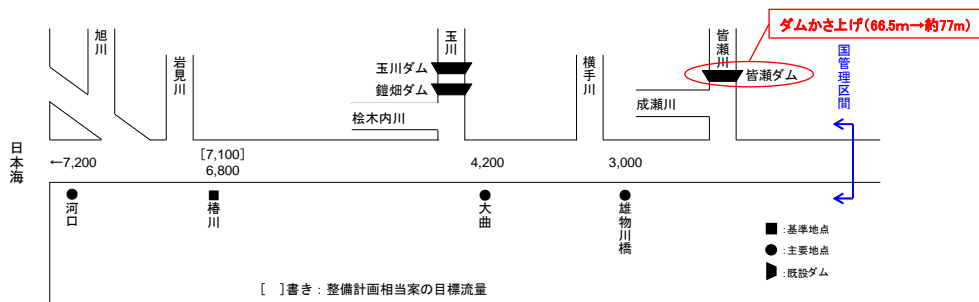 ダムかさ上げ(66.5m→約77m)
旭川
岩見川
玉川
横手川
皆瀬川
国管理区間
玉川ダム
鎧畑ダム
皆瀬ダム
桧木内川
成瀬川
日本海
←7,200
[7,100]
6,800
4,200
3,000
河口
椿川
大曲
雄物川橋
■:基準地点
●:主要地点
:既設ダム
[ ]書き:整備計画相当案の目標流量